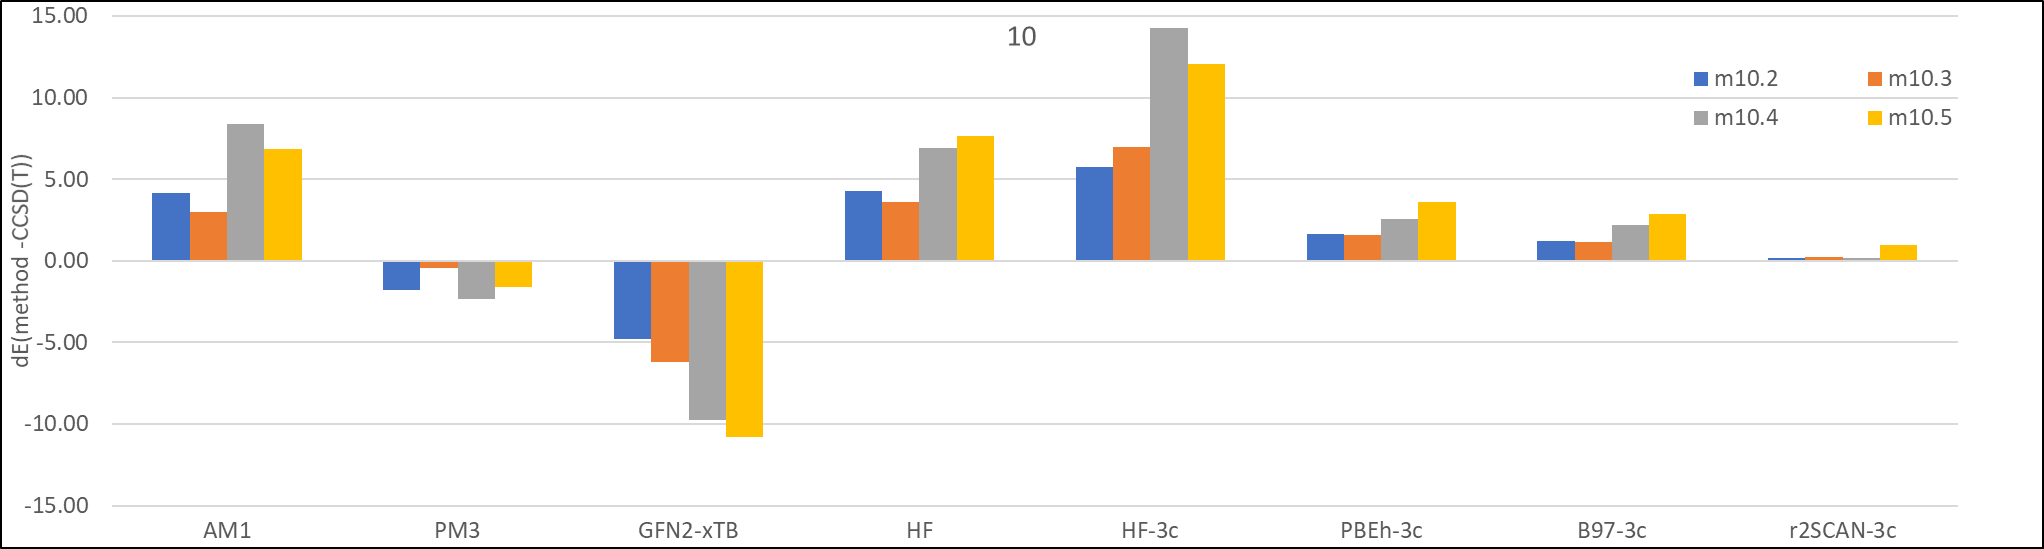 10
m10.2
m10.3
m10.4
m10.5
dE(method -CCSD(T))
15.00
10.00
5.00
0.00
-5.00
-10.00
-15.00
AM1 PM3 GFN2-xTB HF HF-3c PBEh-3c B97-3c r2SCAN-3c